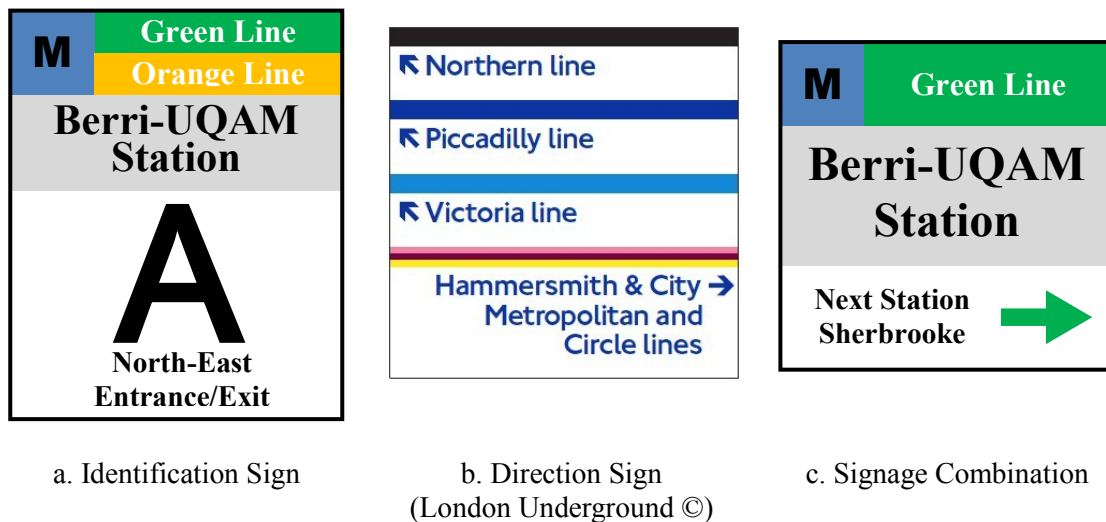 M
Green Line
Orange Line
Berri-UQAM
Station
A
North-East
Entrance/Exit
a. Identification Sign
↖ Northern line
↖ Piccadilly line
↖ Victoria line
Hammersmith & City →
Metropolitan and
Circle lines
b. Direction Sign
(London Underground ©)
M
Green Line
Berri-UQAM
Station
Next Station
Sherbrooke
c. Signage Combination